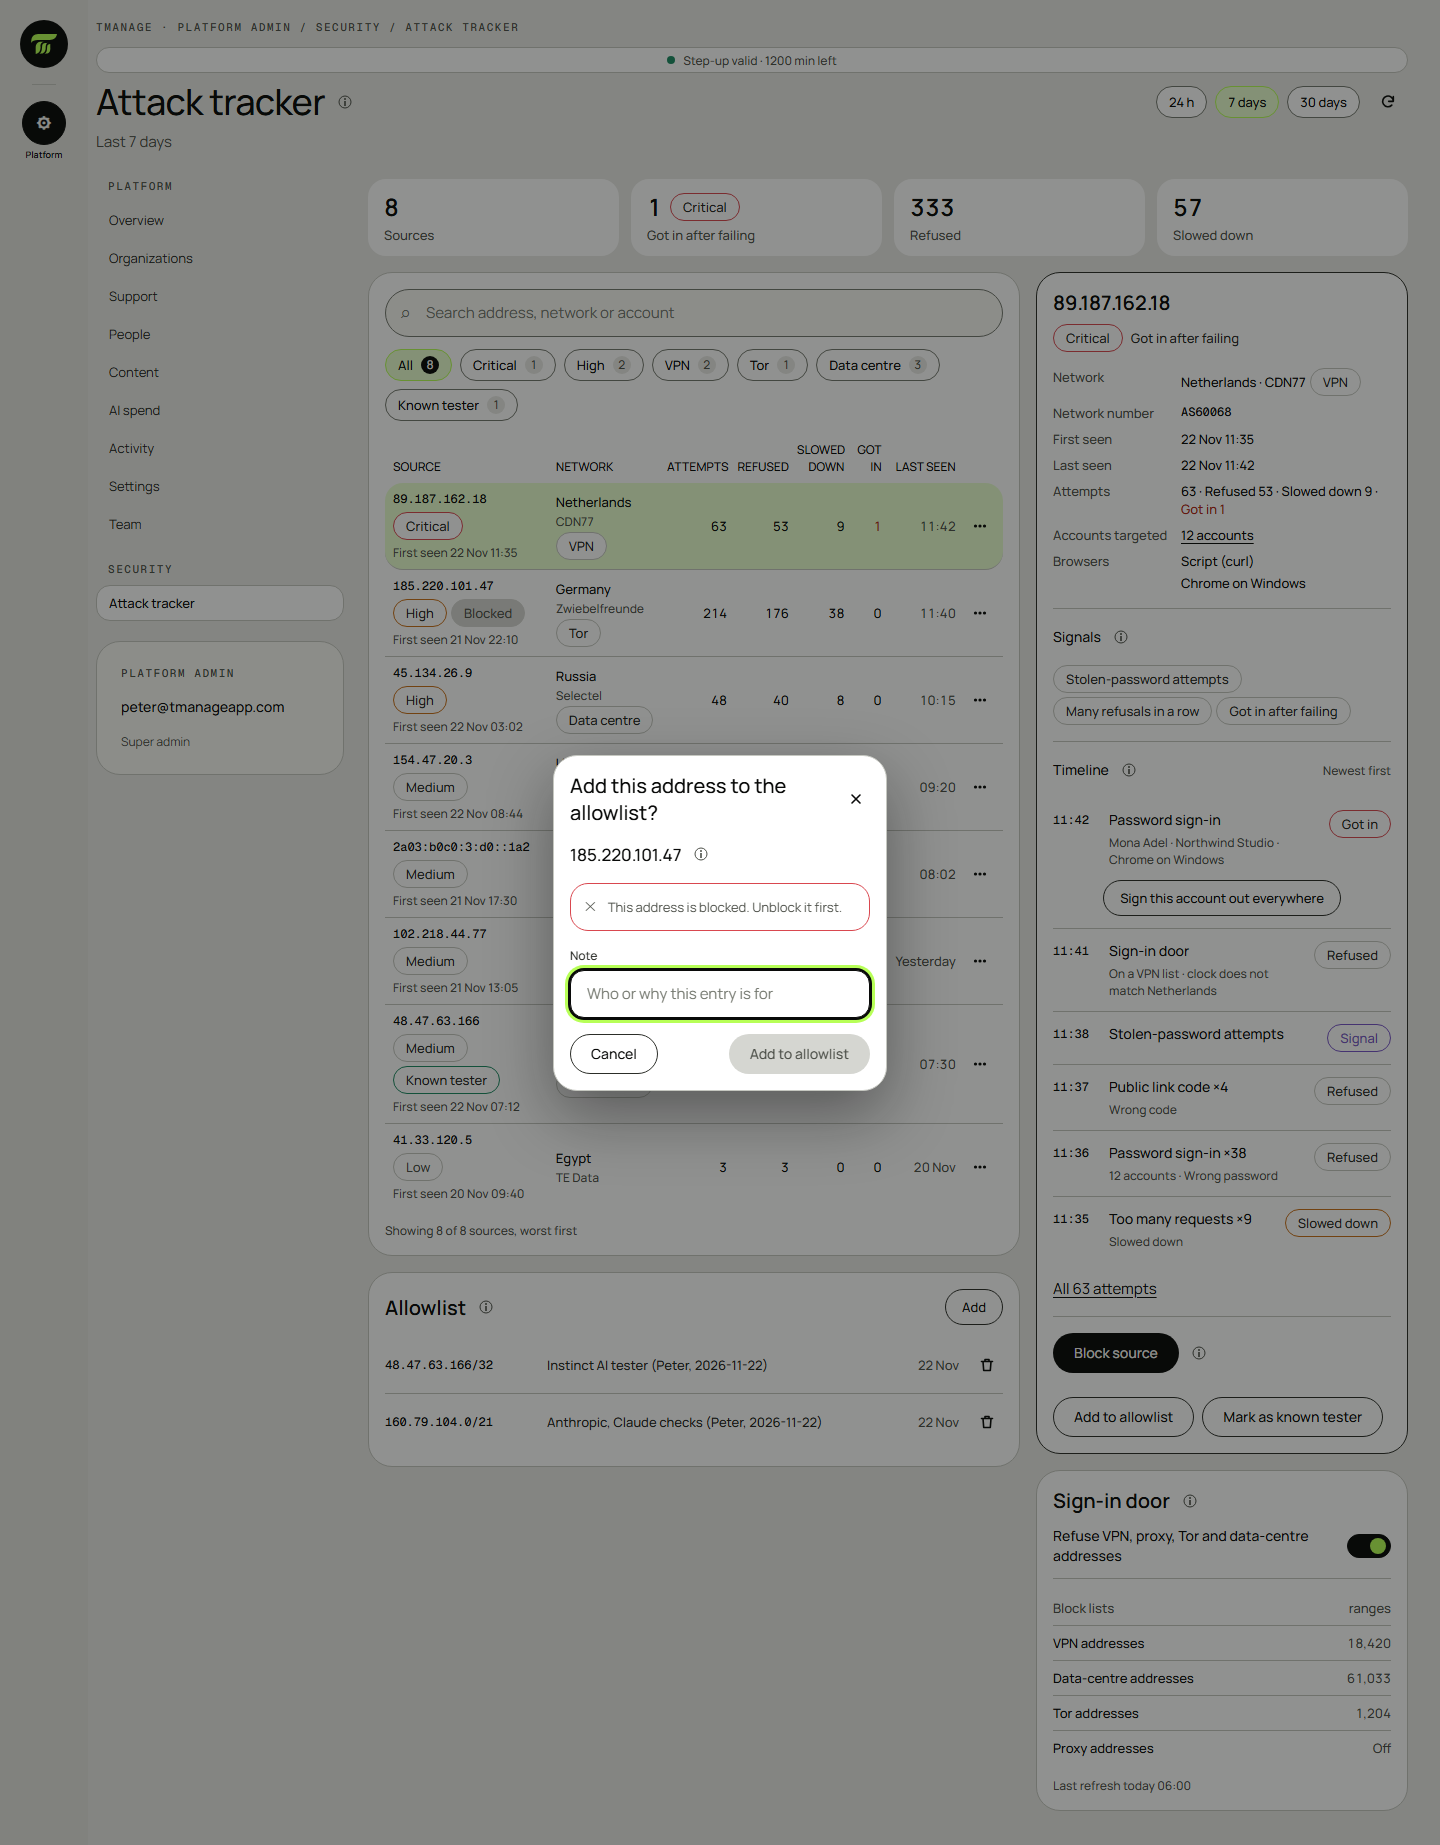 TMANAGE · PLATFORM ADMIN / SECURITY / ATTACK TRACKER
Step-up valid · 1200 min left
Attack tracker
24 h
7 days
30 days
Last 7 days
Platform
PLATFORM
Overview
Organizations
Support
People
Content
AI spend
Activity
Settings
Team
SECURITY
Attack tracker
PLATFORM ADMIN
peter@tmanageapp.com
Super admin
8
Sources
1 Critical
Got in after failing
333
Refused
57
Slowed down
Search address, network or account
All 8
Critical 1
High 2
VPN 2
Tor 1
Data centre 3
Known tester 1
SOURCE NETWORK ATTEMPTS REFUSED SLOWED DOWN GOT IN LAST SEEN
89.187.162.18
Critical
First seen 22 Nov 11:35
Netherlands
CDN77
VPN
63 53 9 1 11:42
185.220.101.47
High Blocked
First seen 21 Nov 22:10
Germany
Zwiebelfreunde
Tor
214 176 38 0 11:40
45.134.26.9
High
First seen 22 Nov 03:02
Russia
Selectel
Data centre
48 40 8 0 10:15
154.47.20.3
Medium
First seen 22 Nov 08:44
09:20
2a03:b0c0:3:d0::1a2
Medium
First seen 21 Nov 17:30
08:02
102.218.44.77
Medium
First seen 21 Nov 13:05
Yesterday
48.47.63.166
Medium
Known tester
First seen 22 Nov 07:12
07:30
41.33.120.5
Low
First seen 20 Nov 09:40
Egypt
TE Data
3 3 0 0 20 Nov
Showing 8 of 8 sources, worst first
Add this address to the
allowlist?
185.220.101.47
This address is blocked. Unblock it first.
Note
Who or why this entry is for
Cancel
Add to allowlist
Allowlist
Add
48.47.63.166/32 Instinct AI tester (Peter, 2026-11-22) 22 Nov
160.79.104.0/21 Anthropic, Claude checks (Peter, 2026-11-22) 22 Nov
89.187.162.18
Critical Got in after failing
Network Netherlands · CDN77 VPN
Network number AS60068
First seen 22 Nov 11:35
Last seen 22 Nov 11:42
Attempts 63 · Refused 53 · Slowed down 9 ·
Got in 1
Accounts targeted 12 accounts
Browsers Script (curl)
Chrome on Windows
Signals
Stolen-password attempts
Many refusals in a row
Got in after failing
Timeline
Newest first
11:42 Password sign-in Got in
Mona Adel · Northwind Studio ·
Chrome on Windows
Sign this account out everywhere
11:41 Sign-in door Refused
On a VPN list · clock does not
match Netherlands
11:38 Stolen-password attempts Signal
11:37 Public link code ×4 Refused
Wrong code
11:36 Password sign-in ×38 Refused
12 accounts · Wrong password
11:35 Too many requests ×9 Slowed down
Slowed down
All 63 attempts
Block source
Add to allowlist
Mark as known tester
Sign-in door
Refuse VPN, proxy, Tor and data-centre
addresses
Block lists ranges
VPN addresses 18,420
Data-centre addresses 61,033
Tor addresses 1,204
Proxy addresses Off
Last refresh today 06:00